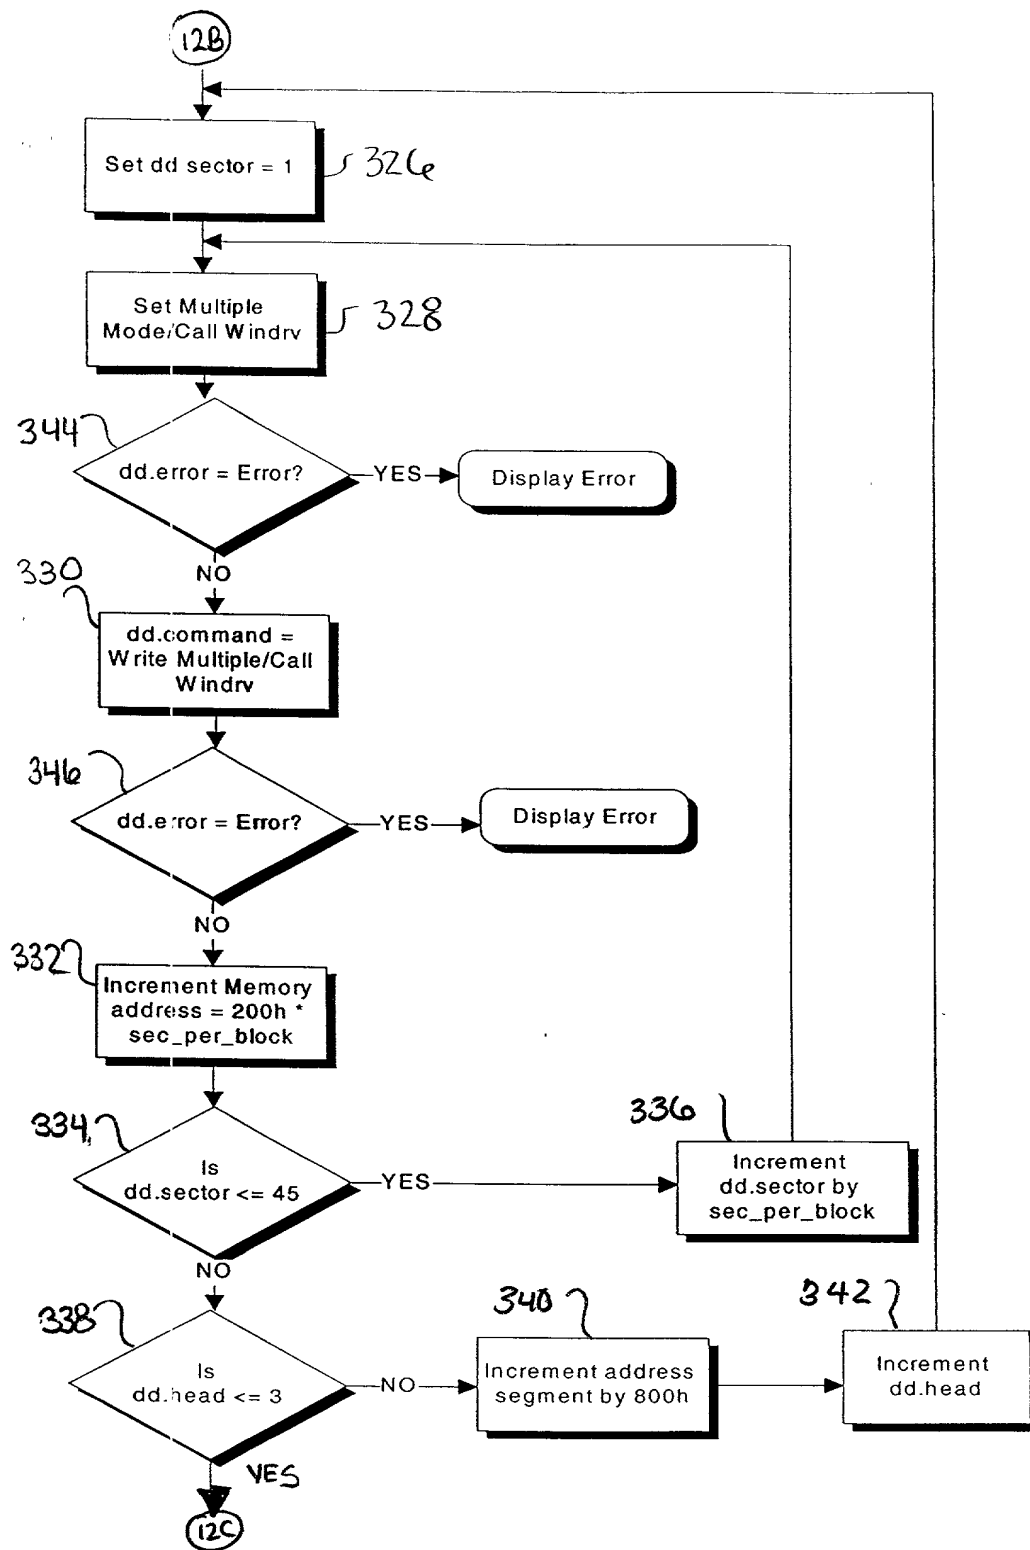 12B
Set dd sector = 1
326
Set Multiple
Mode/Call Windrv
328
344
dd.error = Error?
YES
Display Error
NO
330
dd.command =
Write Multiple/Call
Windrv
346
dd.error = Error?
YES
Display Error
NO
332
Increment Memory
address = 200h *
sec_per_block
334
Is
dd.sector <= 45
YES
336
Increment
dd.sector by
sec_per_block
NO
338
Is
dd.head <= 3
NO
340
Increment address
segment by 800h
342
Increment
dd.head
YES
12C